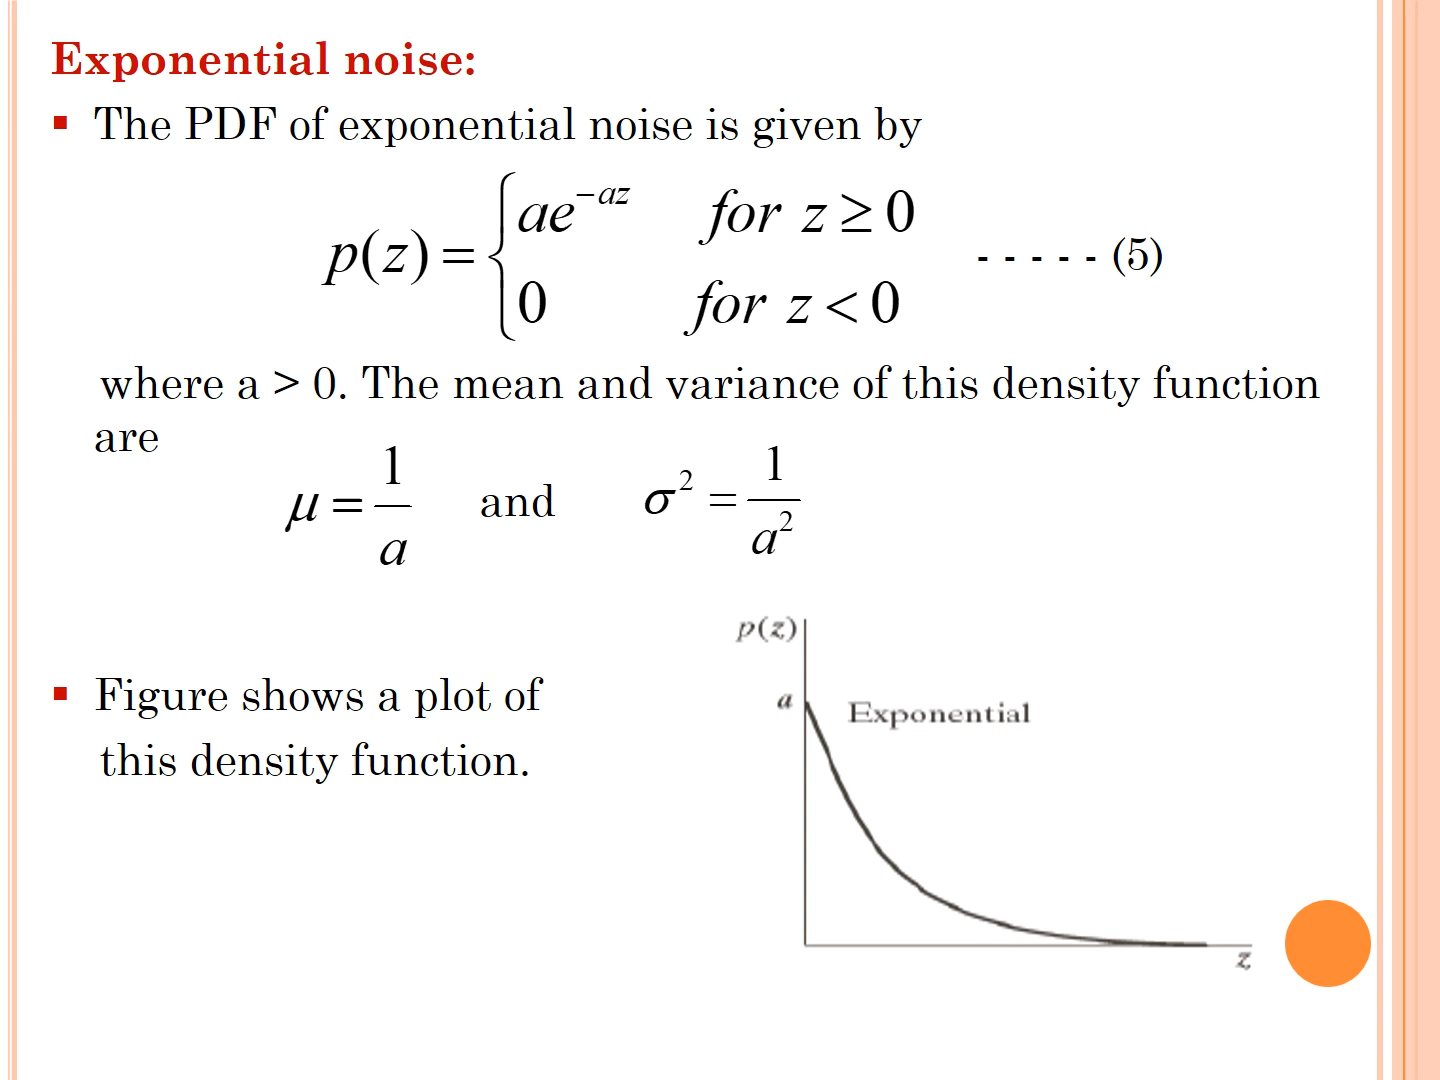 Exponential noise:
▪ The PDF of exponential noise is given by
p(z) = { ae^{-az} for z ≥ 0
0 for z < 0 - - - - - (5)
where a > 0. The mean and variance of this density function
are
μ = 1/a and σ² = 1/a²
p(z)
▪ Figure shows a plot of
a Exponential
this density function.
z